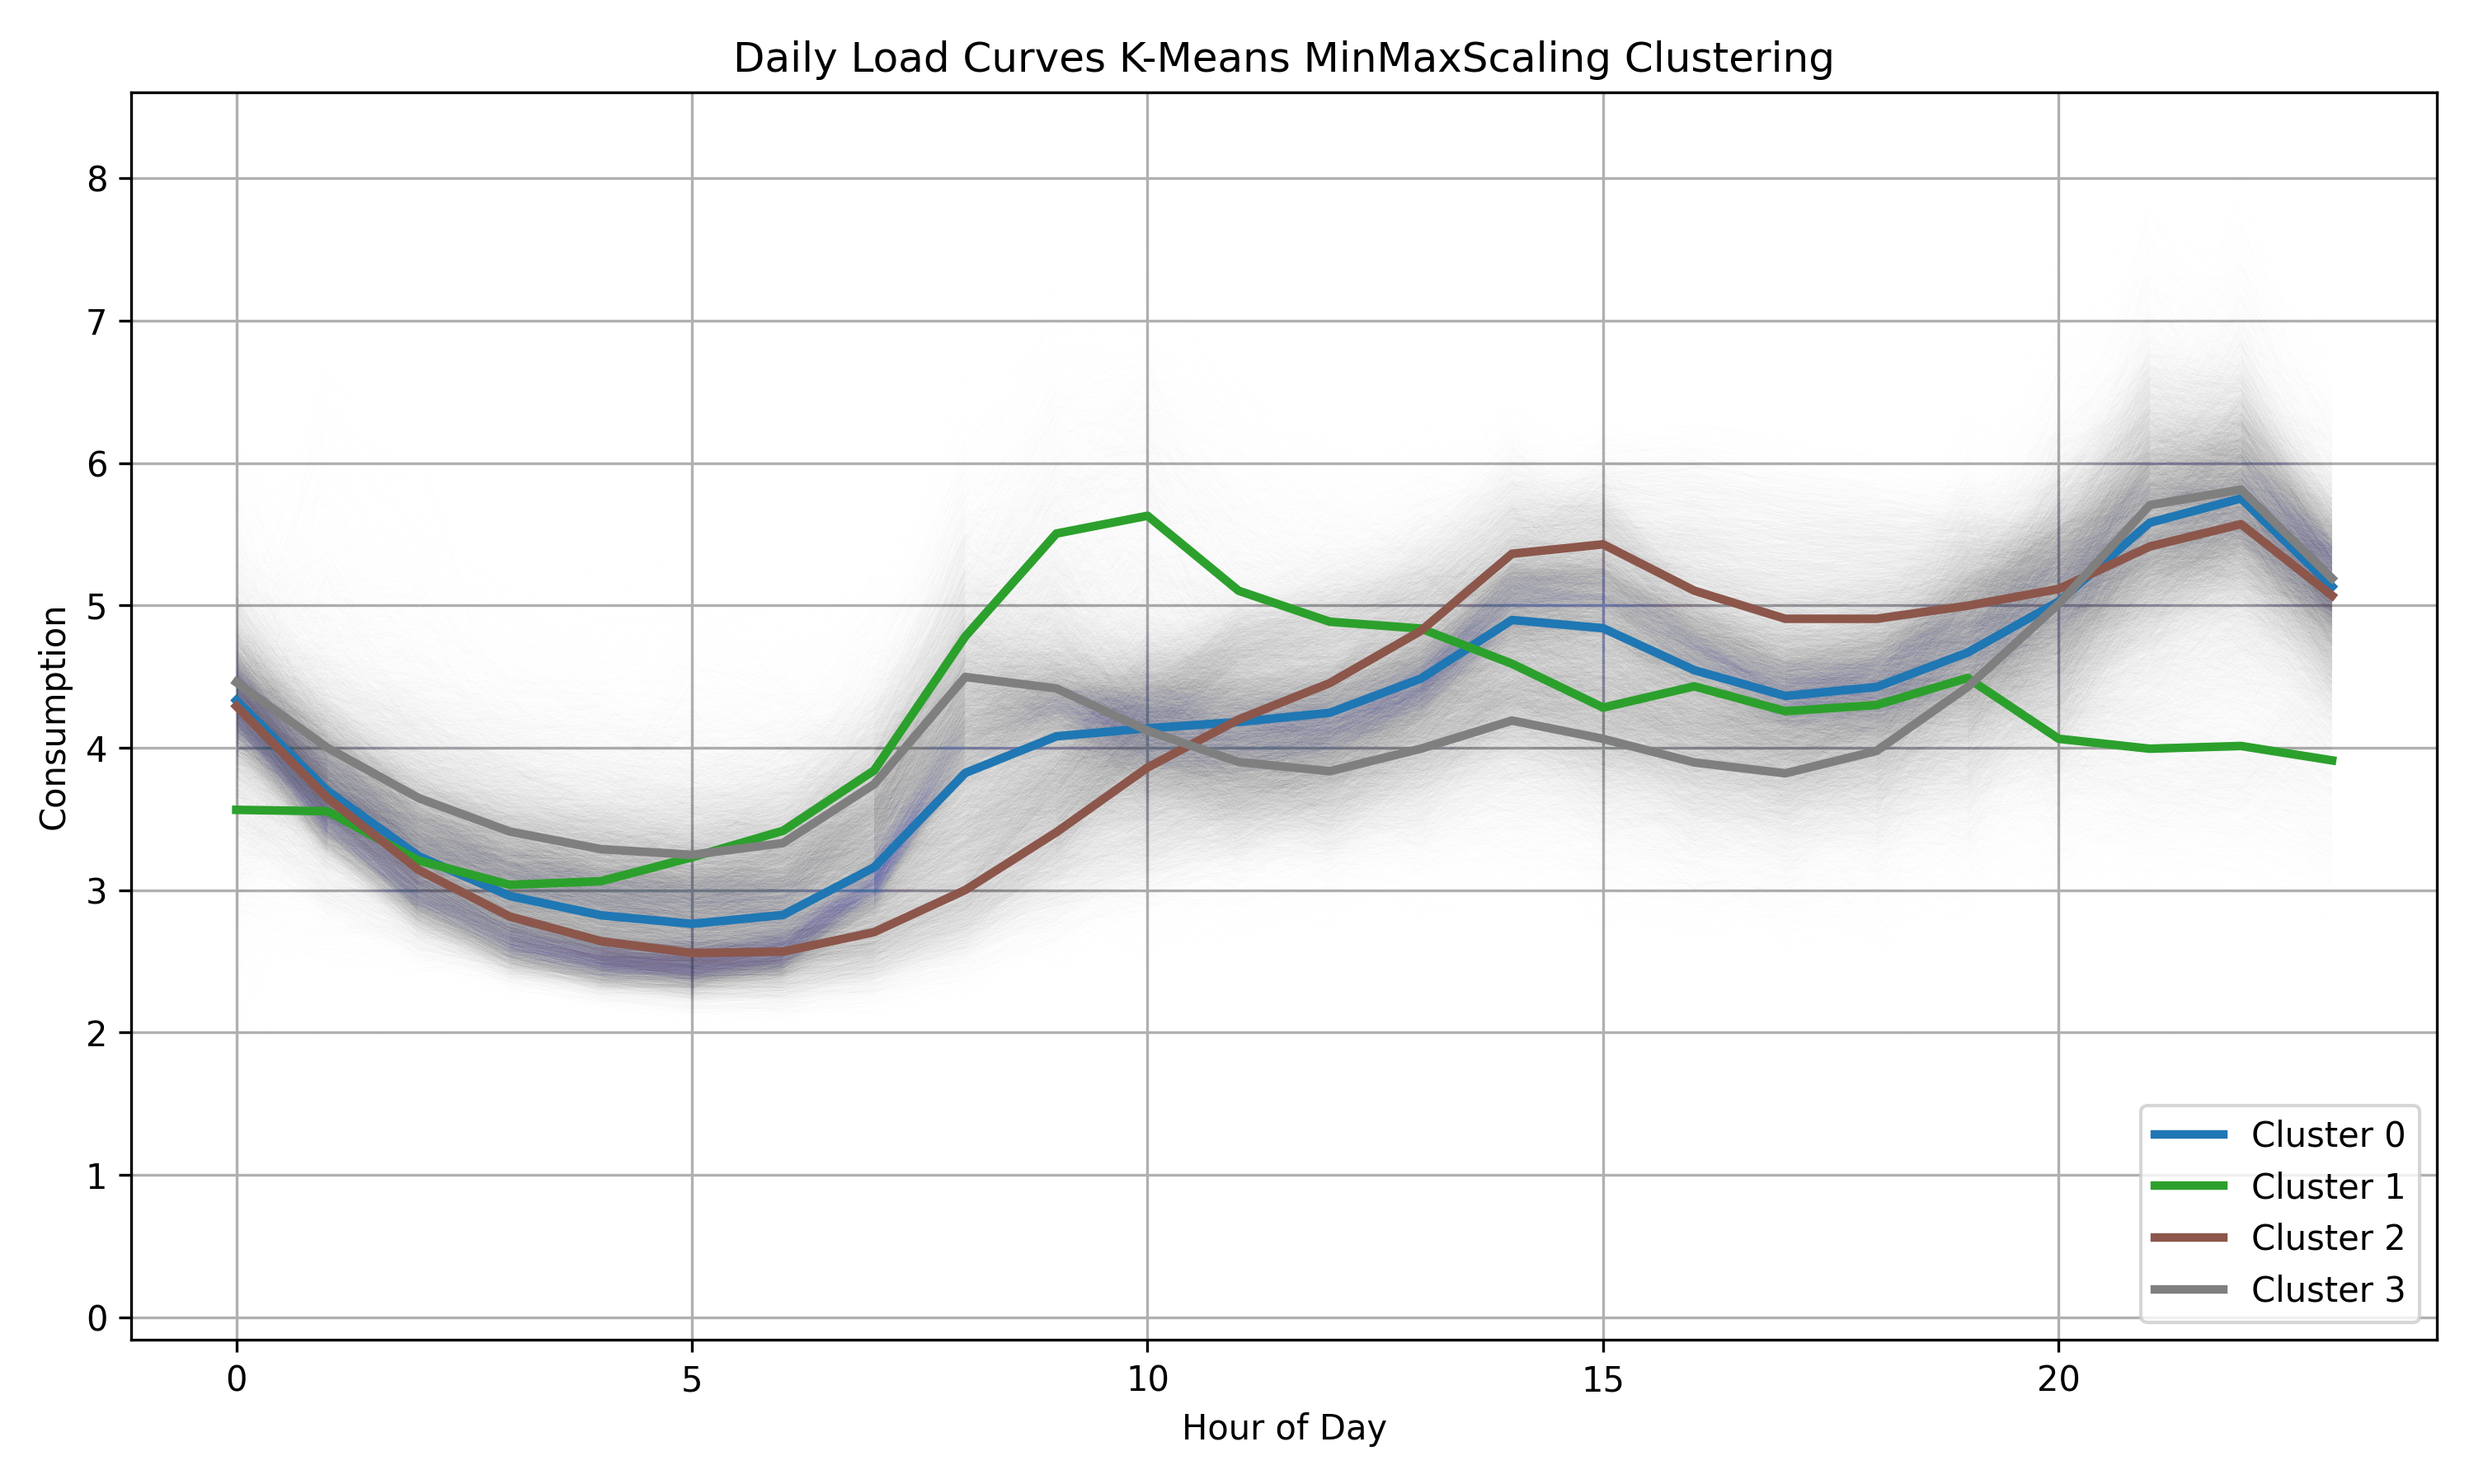 Daily Load Curves K-Means MinMaxScaling Clustering
8
7
6
5
4
3
2
1
0
Consumption
Cluster 0
Cluster 1
Cluster 2
Cluster 3
0 5 10 15 20
Hour of Day